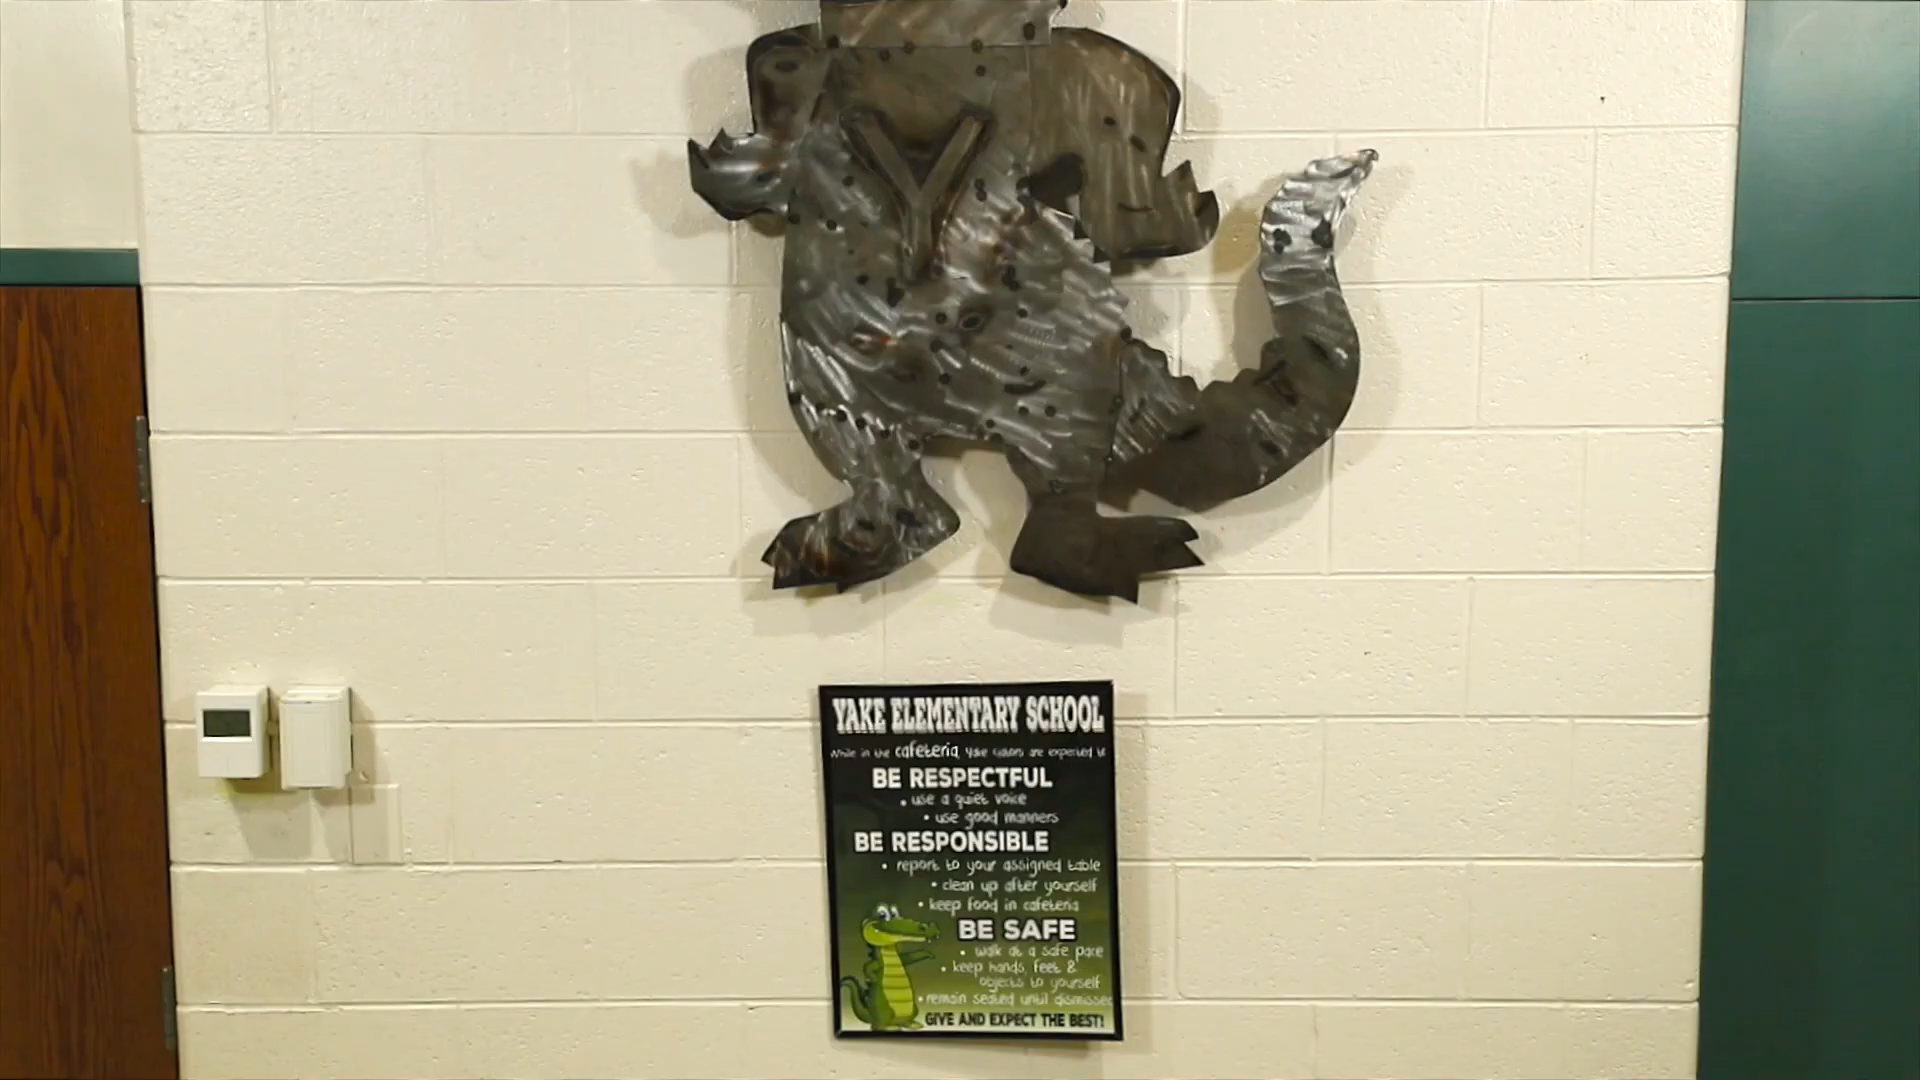 Y
YAKE ELEMENTARY SCHOOL
While in the cafeteria, Yake Gators are expected to
BE RESPECTFUL
• use a quiet voice
• use good manners
BE RESPONSIBLE
• report to your assigned table
• clean up after yourself
• keep food in cafeteria
BE SAFE
• walk at a safe pace
• keep hands, feet &
objects to yourself
• remain seated until dismissed
GIVE AND EXPECT THE BEST!